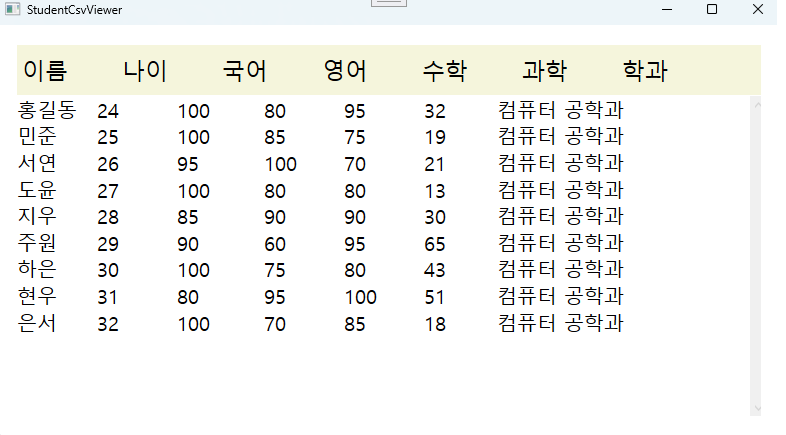 StudentCsvViewer
이름 나이 국어 영어 수학 과학 학과
홍길동 24 100 80 95 32 컴퓨터 공학과
민준 25 100 85 75 19 컴퓨터 공학과
서연 26 95 100 70 21 컴퓨터 공학과
도윤 27 100 80 80 13 컴퓨터 공학과
지우 28 85 90 90 30 컴퓨터 공학과
주원 29 90 60 95 65 컴퓨터 공학과
하은 30 100 75 80 43 컴퓨터 공학과
현우 31 80 95 100 51 컴퓨터 공학과
은서 32 100 70 85 18 컴퓨터 공학과